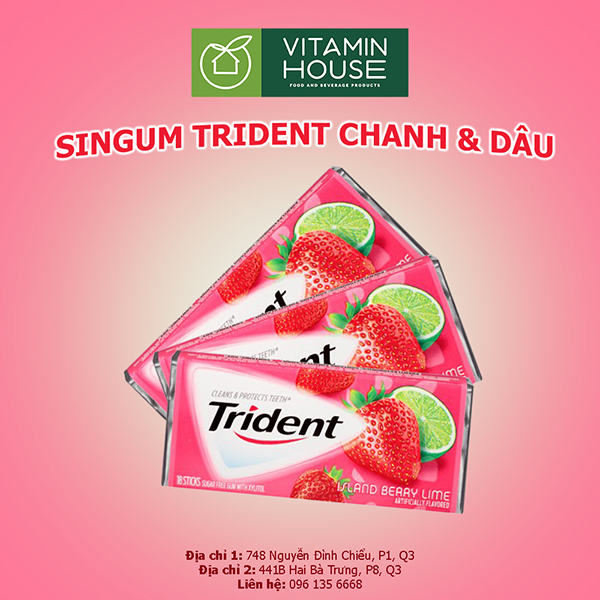 VITAMIN
HOUSE
FOOD AND BEVERAGE PRODUCTS
SINGUM TRIDENT CHANH & DÂU
CLEANS & PROTECTS TEETH*
Trident
18 STICKS SUGAR FREE GUM WITH XYLITOL
ISLAND BERRY LIME
ARTIFICIALLY FLAVORED
Địa chỉ 1: 748 Nguyễn Đình Chiểu, P1, Q3
Địa chỉ 2: 441B Hai Bà Trưng, P8, Q3
Liên hệ: 096 135 6668